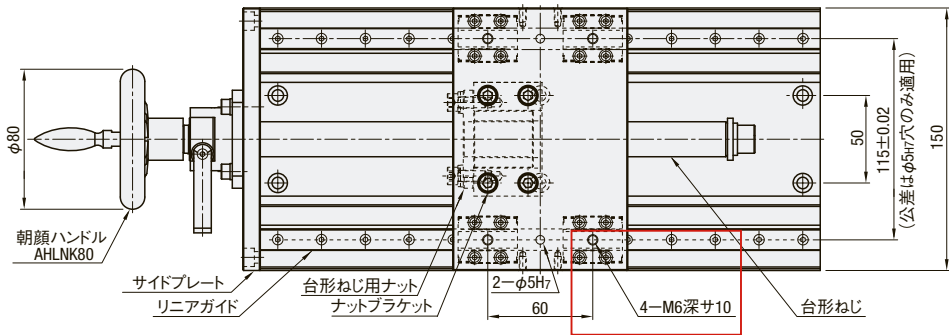 φ80
朝顔ハンドル
AHLNK80
サイドプレート
リニアガイド
台形ねじ用ナット
ナットブラケット
2-φ5H7
60
4-M6深サ10
台形ねじ
50
115±0.02
(公差はφ5H7穴のみ適用)
150